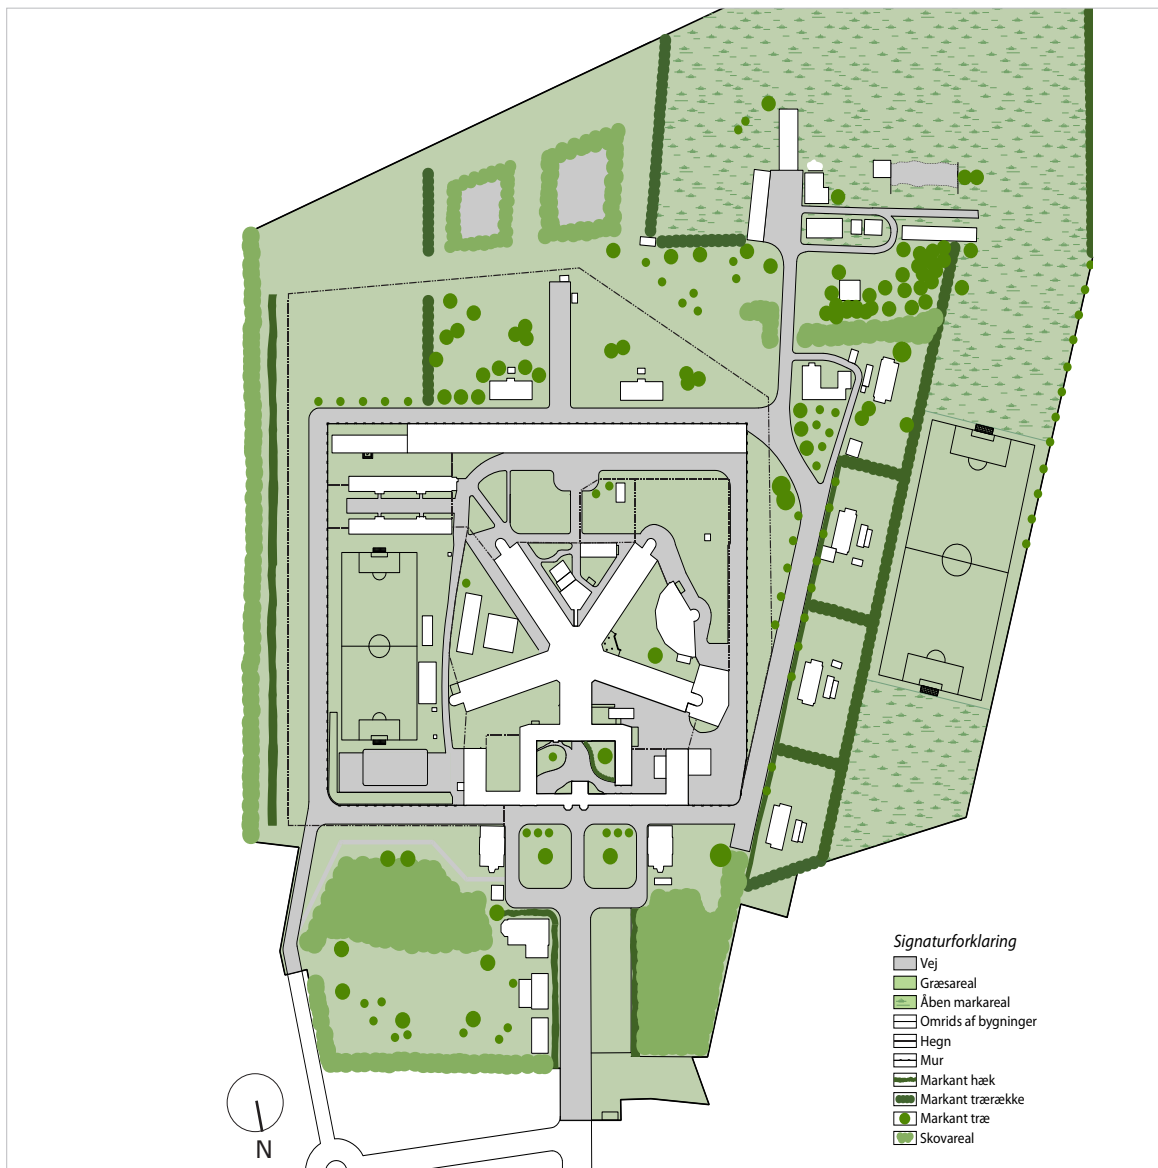 Signaturforklaring
Vej
Græsareal
Åben markareal
Omrids af bygninger
Hegn
Mur
Markant hæk
Markant trærække
Markant træ
Skovareal
N